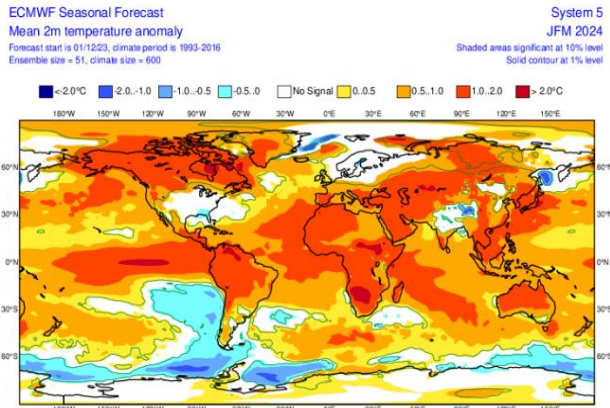 ECMWF Seasonal Forecast
System 5
Mean 2m temperature anomaly
JFM 2024
Forecast start is 01/12/23, climate period is 1993-2016
Shaded areas significant at 10% level
Ensemble size = 51, climate size = 600
Solid contour at 1% level
<-2.0°C -2.0..-1.0 -1.0..-0.5 -0.5..0 No Signal 0..0.5 0.5..1.0 1.0..2.0 > 2.0°C
180°W 150°W 120°W 90°W 60°W 30°W 0°E 30°E 60°E 90°E 120°E 150°E
60°N 60°N
30°N 30°N
0°N 0°N
30°S 30°S
60°S 60°S